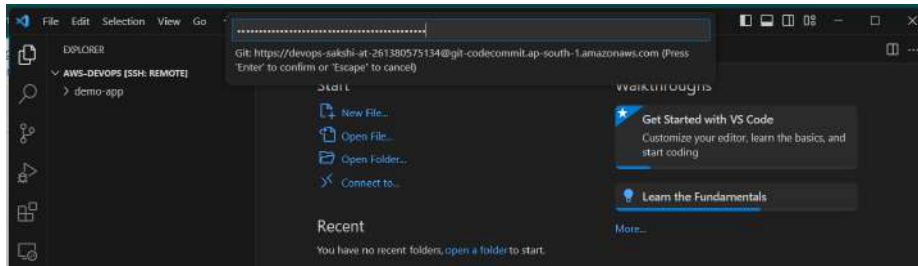 File Edit Selection View Go
Git: https://devops-sakshi-at-261380575134@git-codecommit.ap-south-1.amazonaws.com (Press
'Enter' to confirm or 'Escape' to cancel)
EXPLORER
AWS-DEVOPS [SSH: REMOTE]
demo-app
Start
New File...
Open File...
Open Folder...
Connect to...
Recent
You have no recent folders, open a folder to start.
Walkthroughs
Get Started with VS Code
Customize your editor, learn the basics, and
start coding
Learn the Fundamentals
More...